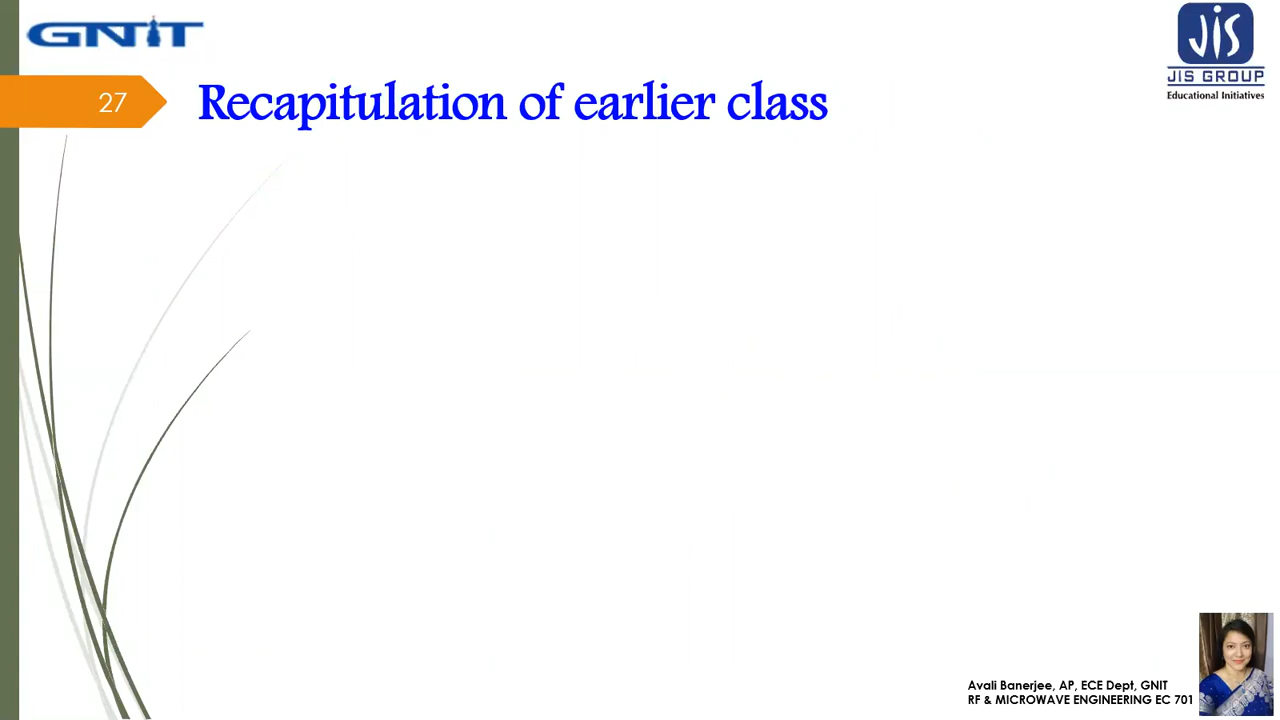 GNIT
JIS
JIS GROUP
Educational Initiatives
27
Recapitulation of earlier class
Avali Banerjee, AP, ECE Dept, GNIT
RF & MICROWAVE ENGINEERING EC 701